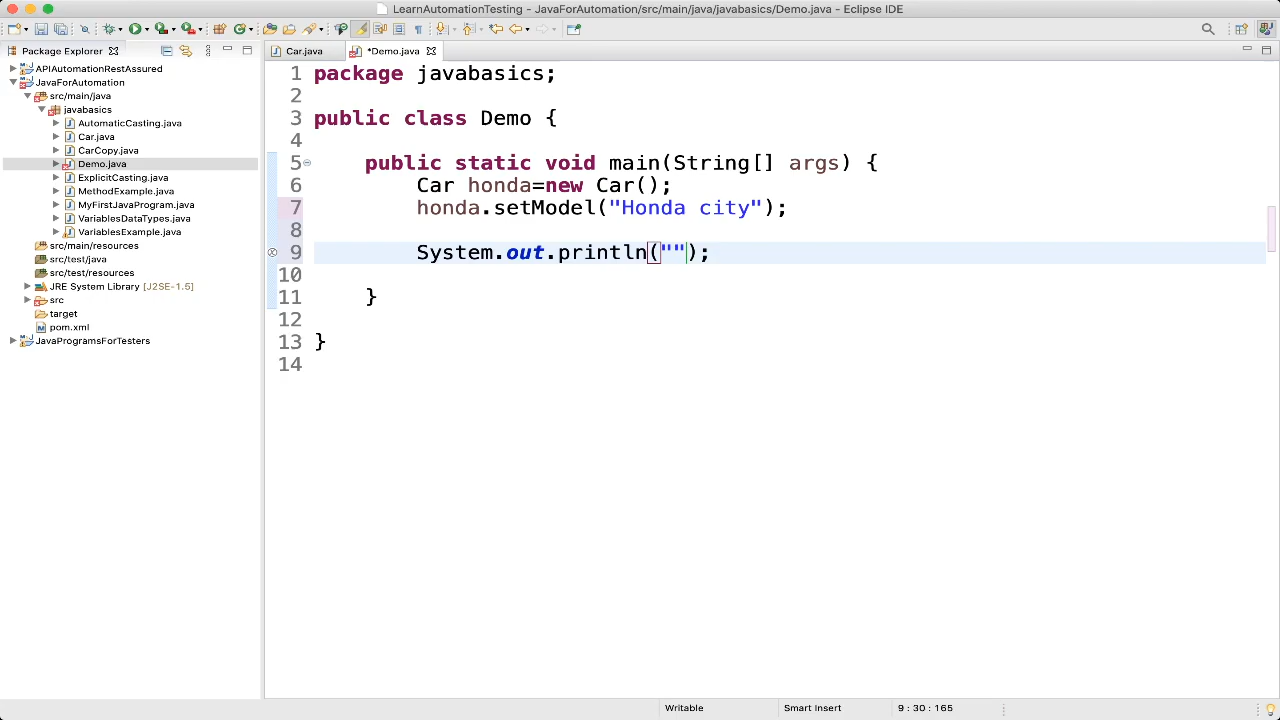 LearnAutomationTesting - JavaForAutomation/src/main/java/javabasics/Demo.java - Eclipse IDE
Package Explorer
Car.java
*Demo.java
APIAutomationRestAssured
JavaForAutomation
src/main/java
javabasics
AutomaticCasting.java
Car.java
CarCopy.java
Demo.java
ExplicitCasting.java
MethodExample.java
MyFirstJavaProgram.java
VariablesDataTypes.java
VariablesExample.java
src/main/resources
src/test/java
src/test/resources
JRE System Library [J2SE-1.5]
src
target
pom.xml
JavaProgramsForTesters
1 package javabasics;
2
3 public class Demo {
4
5 public static void main(String[] args) {
6 Car honda=new Car();
7 honda.setModel("Honda city");
8
9 System.out.println("");
10
11 }
12
13 }
14
Writable
Smart Insert
9 : 30 : 165